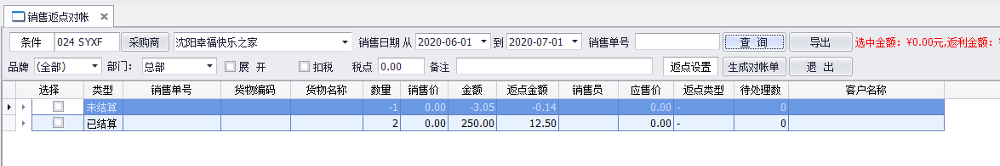 销售返点对帐
条件 024 SYXF 采购商 沈阳幸福快乐之家 销售日期 从 2020-06-01 到 2020-07-01 销售单号 查 询 导出 选中金额：¥0.00元,返利金额：
品牌 (全部) 部门： 总部 展 开 扣税 税点 0.00 备注 返点设置 生成对帐单 退 出
选择 类型 销售单号 货物编码 货物名称 数量 销售价 金额 返点金额 销售员 应售价 返点类型 待处理数 客户名称
未结算 -1 0.00 -3.05 -0.14 0.00 - 0
已结算 2 0.00 250.00 12.50 0.00 - 0